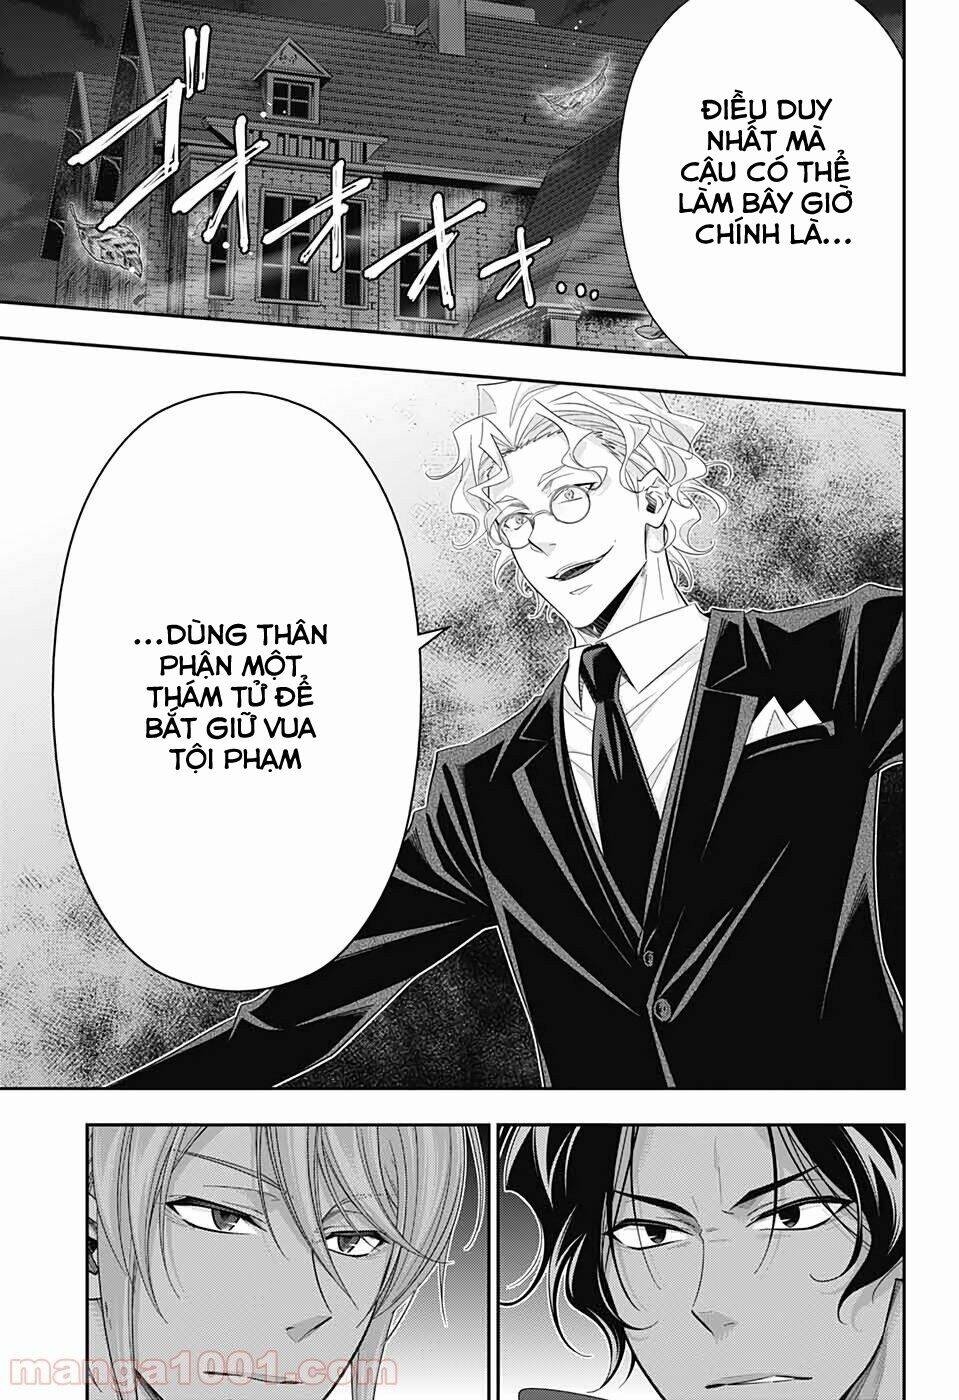 ĐIỀU DUY
NHẤT MÀ
CẬU CÓ THỂ
LÀM BÂY GIỜ
CHÍNH LÀ...
ゴオオオオオ...
...DÙNG THÂN
PHẬN MỘT
THÁM TỬ ĐỂ
BẮT GIỮ VUA
TỘI PHẠM
manga1001.com